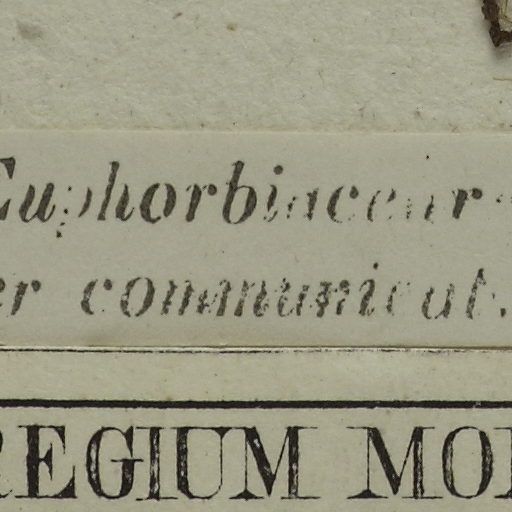 Euphorbiacear
er communicat.
REGIUM MO